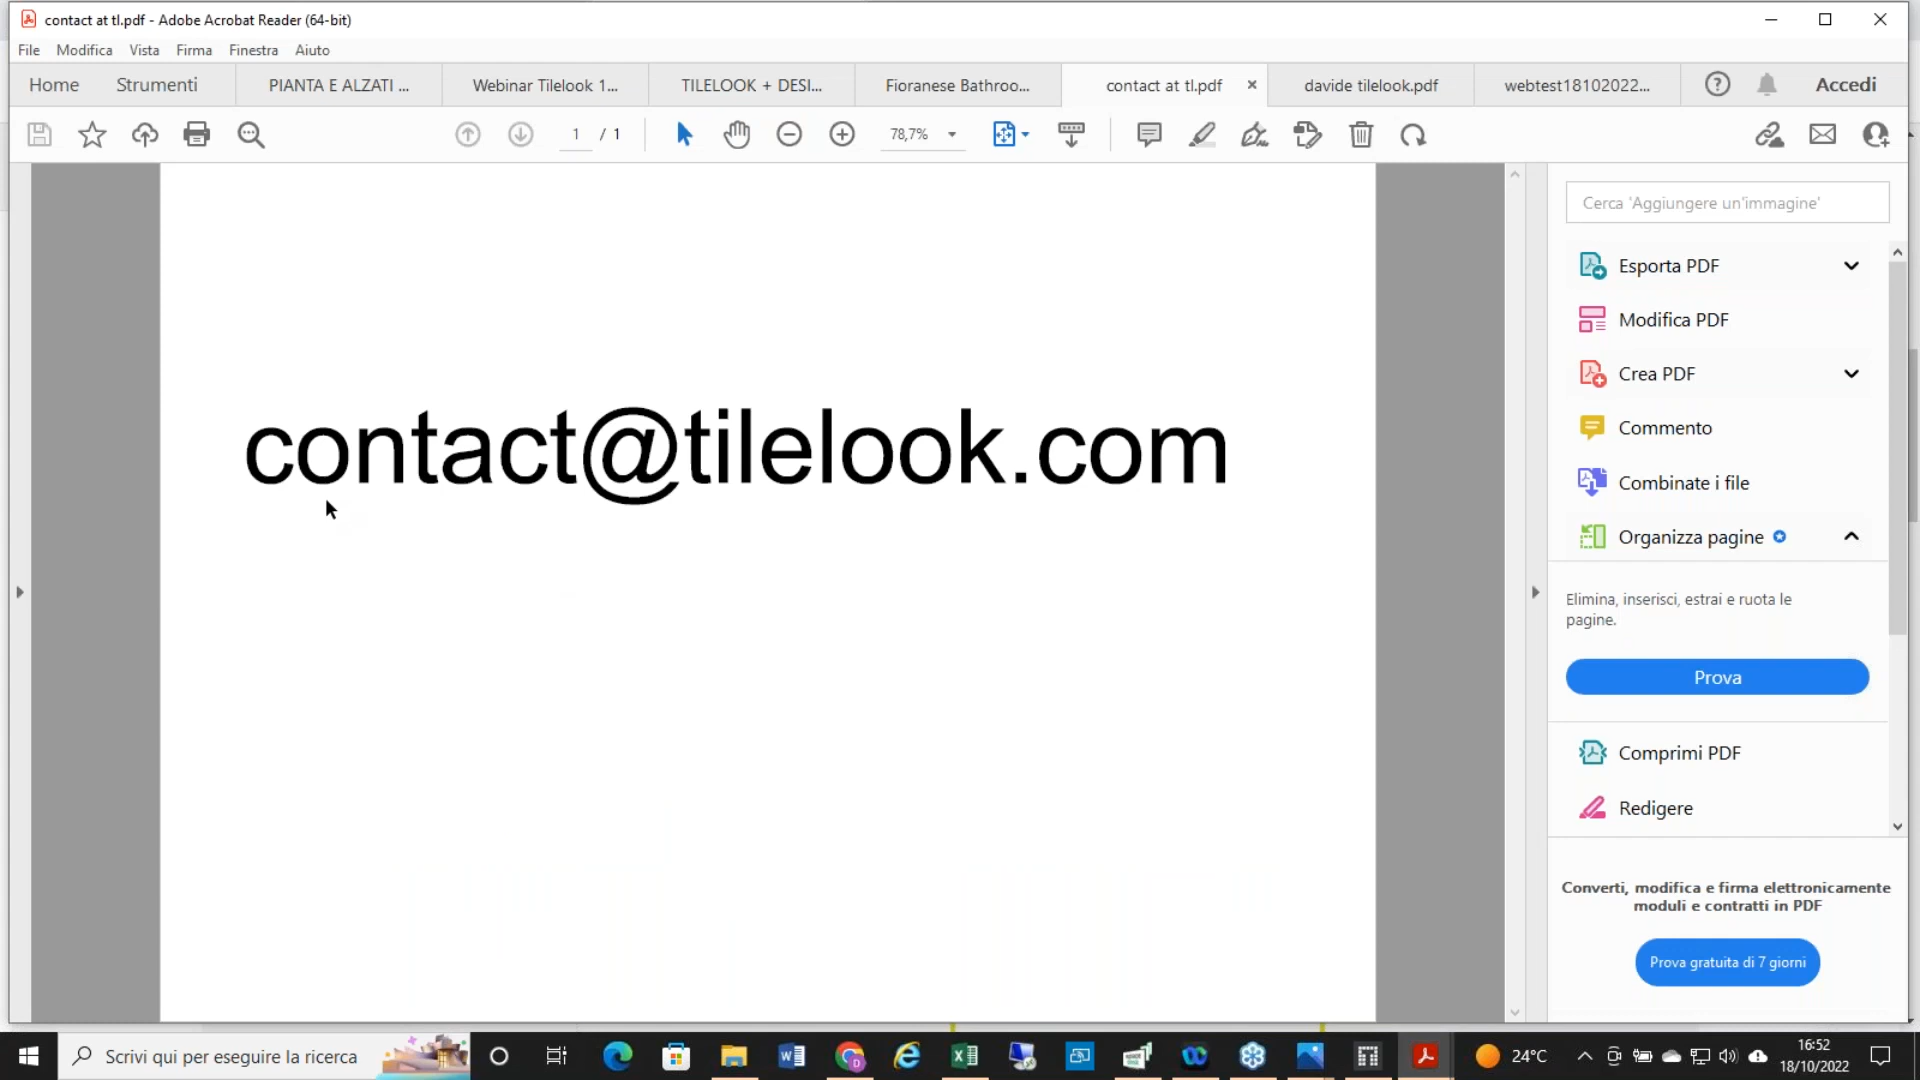 contact at tl.pdf - Adobe Acrobat Reader (64-bit)
File Modifica Vista Firma Finestra Aiuto
Home Strumenti PIANTA E ALZATI ... Webinar Tilelook 1... TILELOOK + DESI... Fioranese Bathroo... contact at tl.pdf davide tilelook.pdf webtest18102022... Accedi
1 / 1 78,7%
contact@tilelook.com
Cerca 'Aggiungere un'immagine'
Esporta PDF
Modifica PDF
Crea PDF
Commento
Combinate i file
Organizza pagine
Elimina, inserisci, estrai e ruota le
pagine.
Prova
Comprimi PDF
Redigere
Converti, modifica e firma elettronicamente
moduli e contratti in PDF
Prova gratuita di 7 giorni
Scrivi qui per eseguire la ricerca
24°C
16:52
18/10/2022